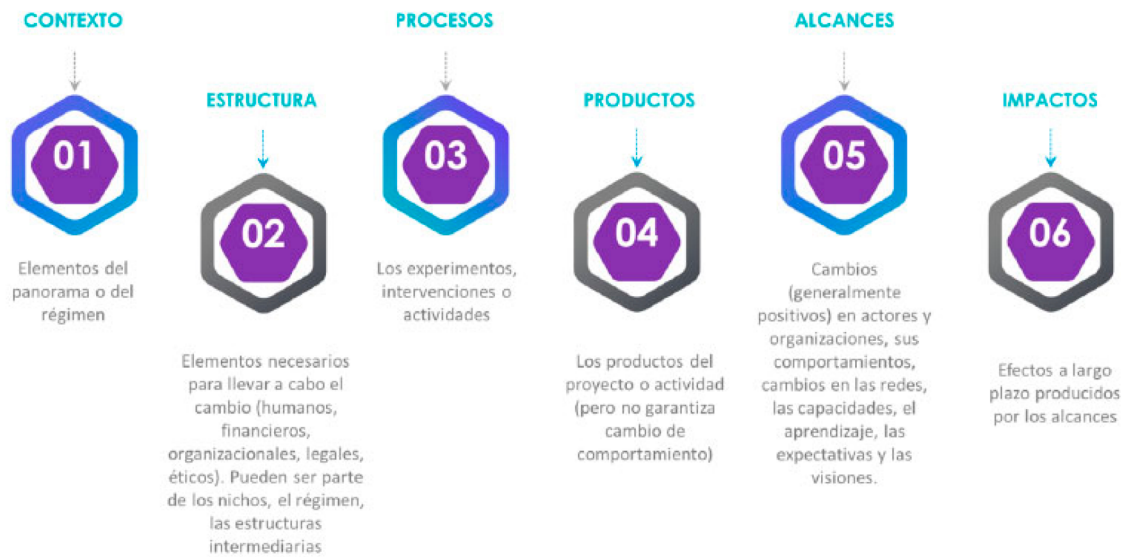 CONTEXTO
01
Elementos del
panorama o del
régimen
ESTRUCTURA
02
Elementos necesarios
para llevar a cabo el
cambio (humanos,
financieros,
organizacionales, legales,
éticos). Pueden ser parte
de los nichos, el régimen,
las estructuras
intermediarias
PROCESOS
03
Los experimentos,
intervenciones o
actividades
PRODUCTOS
04
Los productos del
proyecto o actividad
(pero no garantiza
cambio de
comportamiento)
ALCANCES
05
Cambios
(generalmente
positivos) en actores y
organizaciones, sus
comportamientos,
cambios en las redes,
las capacidades, el
aprendizaje, las
expectativas y las
visiones.
IMPACTOS
06
Efectos a largo
plazo producidos
por los alcances